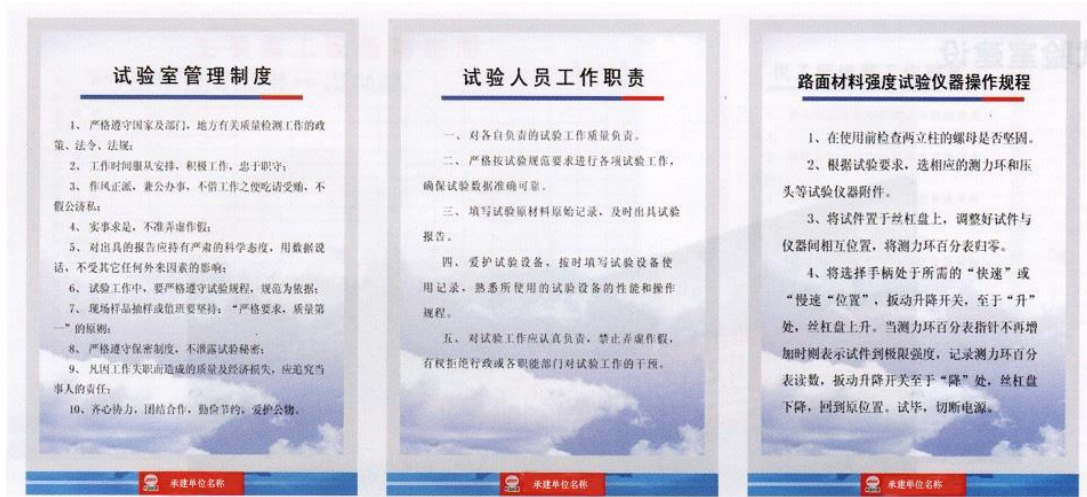 试验室管理制度
1、严格遵守国家及部门，地方有关质量检测工作的政
策、法令、法规；
2、工作时间服从安排，积极工作，忠于职守；
3、作风正派，兼公办事，不借工作之便吃请受贿，不
假公济私；
4、实事求是，不准弄虚作假；
5、对出具的报告应持有严肃的科学态度，用数据说
话，不受其它任何外来因素的影响；
6、试验工作中，要严格遵守试验规程，规范为依据；
7、现场样品抽样或值班要坚持：“严格要求，质量第
一”的原则；
8、严格遵守保密制度，不泄露试验秘密；
9、凡因工作失职而造成的质量及经济损失，应追究当
事人的责任；
10、齐心协力，团结合作，勤俭节约，爱护公物。
承建单位名称
试验人员工作职责
一、对各自负责的试验工作质量负责。
二、严格按试验规范要求进行各项试验工作，
确保试验数据准确可靠。
三、填写试验原材料原始记录，及时出具试验
报告。
四、爱护试验设备，按时填写试验设备使
用记录，熟悉所使用的试验设备的性能和操作
规程。
五、对试验工作应认真负责，禁止弄虚作假，
有权拒绝行政或各职能部门对试验工作的干预。
承建单位名称
路面材料强度试验仪器操作规程
1、在使用前检查两立柱的螺母是否坚固。
2、根据试验要求，选相应的测力环和压
头等试验仪器附件。
3、将试件置于丝杠盘上，调整好试件与
仪器间相互位置，将测力环百分表归零。
4、将选择手柄处于所需的“快速”或
“慢速“位置”，扳动升降开关，至于“升”
处，丝杠盘上升。当测力环百分表指针不再增
加时则表示试件到极限强度，记录测力环百分
表读数，扳动升降开关至于“降”处，丝杠盘
下降，回到原位置。试毕，切断电源。
承建单位名称